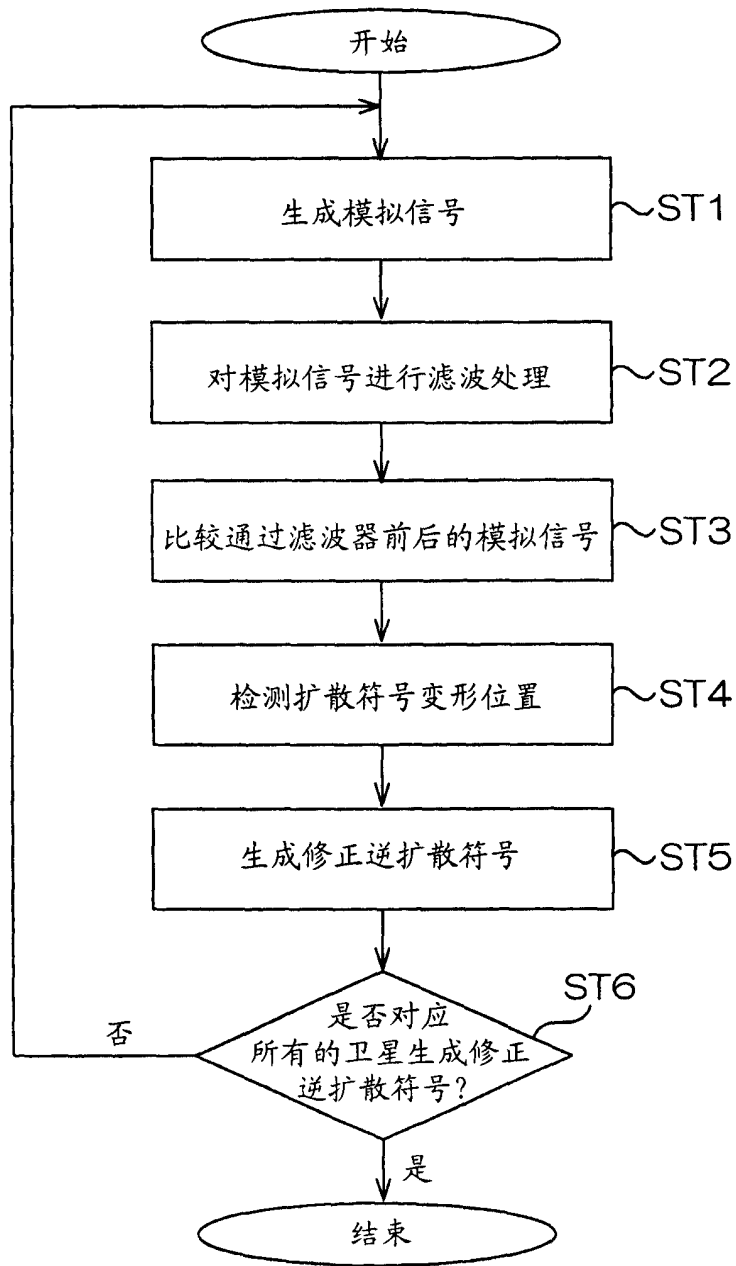 开始
生成模拟信号
ST1
对模拟信号进行滤波处理
ST2
比较通过滤波器前后的模拟信号
ST3
检测扩散符号变形位置
ST4
生成修正逆扩散符号
ST5
ST6
是否对应
所有的卫星生成修正
逆扩散符号?
否
是
结束